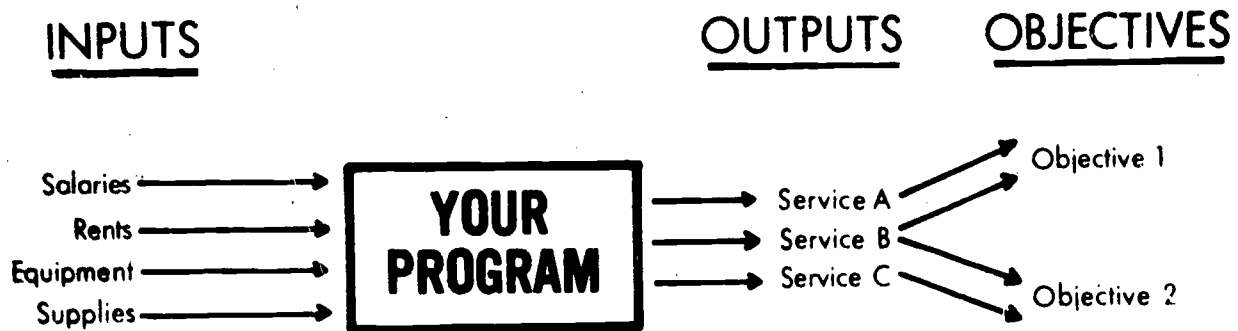 INPUTS
OUTPUTS
OBJECTIVES
Salaries
Rents
Equipment
Supplies
YOUR
PROGRAM
Service A
Service B
Service C
Objective 1
Objective 2